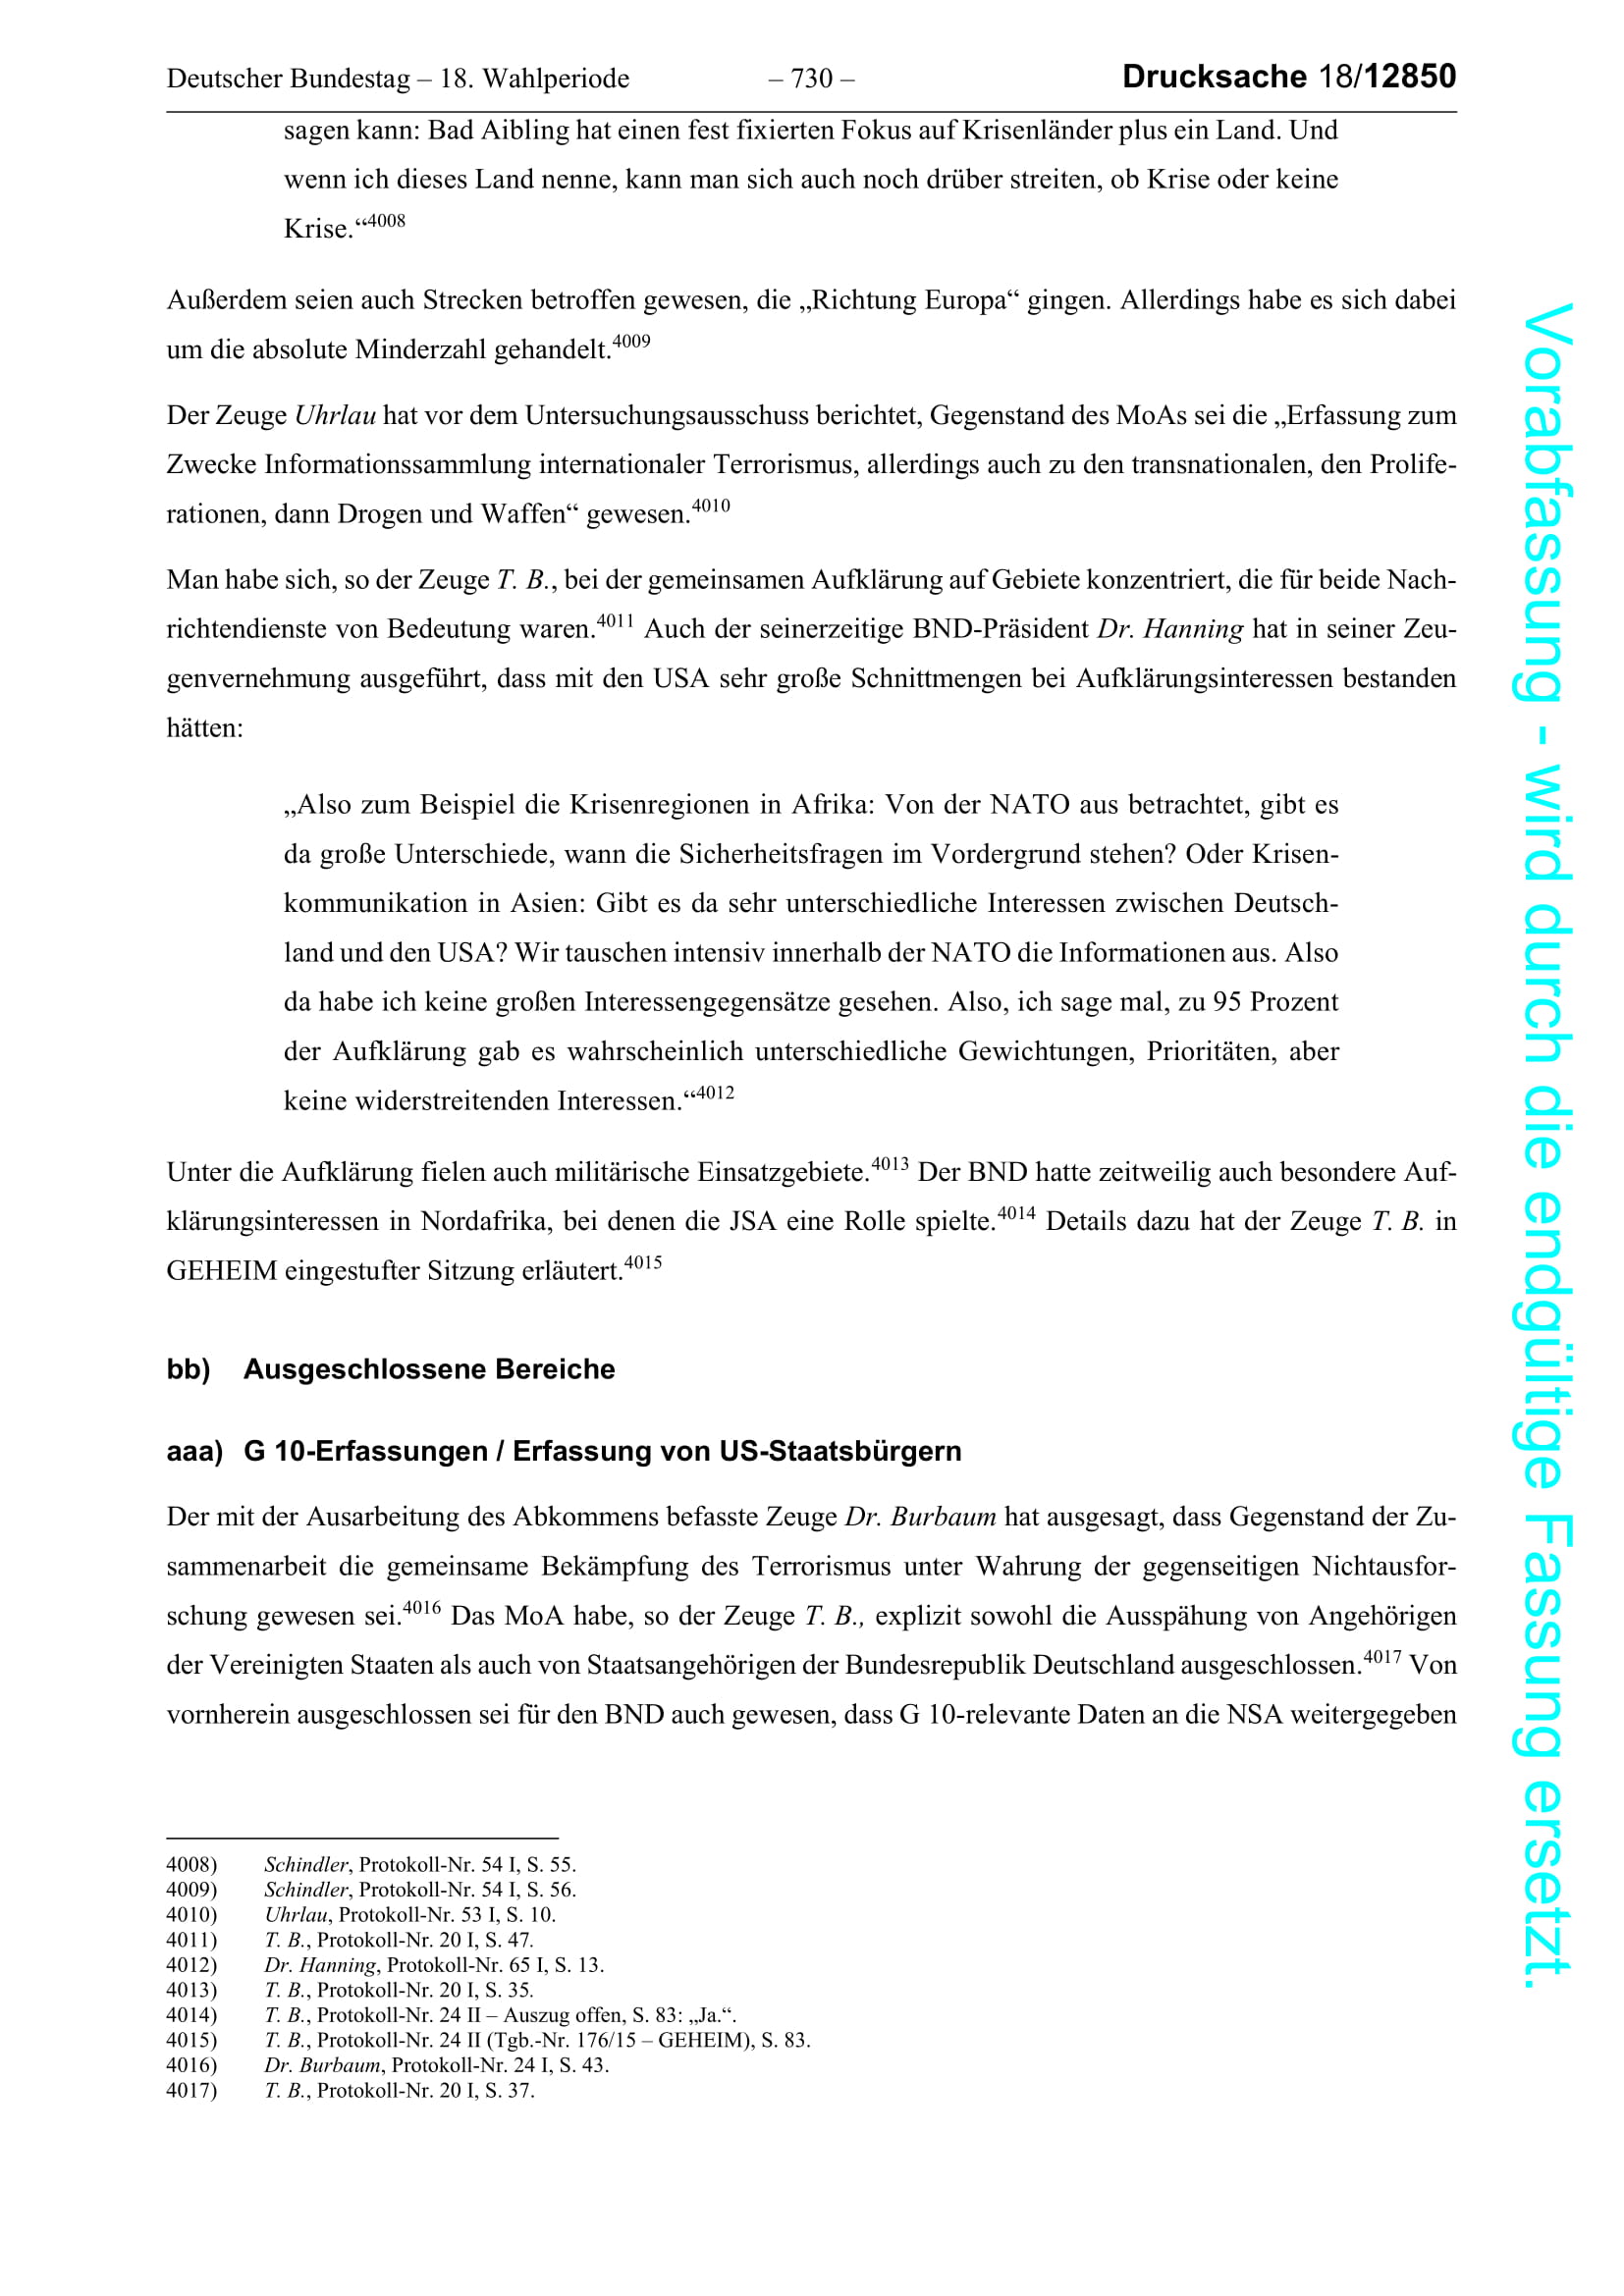 Deutscher Bundestag – 18. Wahlperiode – 730 – Drucksache 18/12850
sagen kann: Bad Aibling hat einen fest fixierten Fokus auf Krisenländer plus ein Land. Und
wenn ich dieses Land nenne, kann man sich auch noch drüber streiten, ob Krise oder keine
Krise.“4008
Außerdem seien auch Strecken betroffen gewesen, die „Richtung Europa“ gingen. Allerdings habe es sich dabei
um die absolute Minderzahl gehandelt.4009
Der Zeuge Uhrlau hat vor dem Untersuchungsausschuss berichtet, Gegenstand des MoAs sei die „Erfassung zum
Zwecke Informationssammlung internationaler Terrorismus, allerdings auch zu den transnationalen, den Prolife-
rationen, dann Drogen und Waffen“ gewesen.4010
Man habe sich, so der Zeuge T. B., bei der gemeinsamen Aufklärung auf Gebiete konzentriert, die für beide Nach-
richtendienste von Bedeutung waren.4011 Auch der seinerzeitige BND-Präsident Dr. Hanning hat in seiner Zeu-
genvernehmung ausgeführt, dass mit den USA sehr große Schnittmengen bei Aufklärungsinteressen bestanden
hätten:
„Also zum Beispiel die Krisenregionen in Afrika: Von der NATO aus betrachtet, gibt es
da große Unterschiede, wann die Sicherheitsfragen im Vordergrund stehen? Oder Krisen-
kommunikation in Asien: Gibt es da sehr unterschiedliche Interessen zwischen Deutsch-
land und den USA? Wir tauschen intensiv innerhalb der NATO die Informationen aus. Also
da habe ich keine großen Interessengegensätze gesehen. Also, ich sage mal, zu 95 Prozent
der Aufklärung gab es wahrscheinlich unterschiedliche Gewichtungen, Prioritäten, aber
keine widerstreitenden Interessen.“4012
Unter die Aufklärung fielen auch militärische Einsatzgebiete.4013 Der BND hatte zeitweilig auch besondere Auf-
klärungsinteressen in Nordafrika, bei denen die JSA eine Rolle spielte.4014 Details dazu hat der Zeuge T. B. in
GEHEIM eingestufter Sitzung erläutert.4015
bb) Ausgeschlossene Bereiche
aaa) G 10-Erfassungen / Erfassung von US-Staatsbürgern
Der mit der Ausarbeitung des Abkommens befasste Zeuge Dr. Burbaum hat ausgesagt, dass Gegenstand der Zu-
sammenarbeit die gemeinsame Bekämpfung des Terrorismus unter Wahrung der gegenseitigen Nichtausfor-
schung gewesen sei.4016 Das MoA habe, so der Zeuge T. B., explizit sowohl die Ausspähung von Angehörigen
der Vereinigten Staaten als auch von Staatsangehörigen der Bundesrepublik Deutschland ausgeschlossen.4017 Von
vornherein ausgeschlossen sei für den BND auch gewesen, dass G 10-relevante Daten an die NSA weitergegeben
4008) Schindler, Protokoll-Nr. 54 I, S. 55.
4009) Schindler, Protokoll-Nr. 54 I, S. 56.
4010) Uhrlau, Protokoll-Nr. 53 I, S. 10.
4011) T. B., Protokoll-Nr. 20 I, S. 47.
4012) Dr. Hanning, Protokoll-Nr. 65 I, S. 13.
4013) T. B., Protokoll-Nr. 20 I, S. 35.
4014) T. B., Protokoll-Nr. 24 II – Auszug offen, S. 83: „Ja.“.
4015) T. B., Protokoll-Nr. 24 II (Tgb.-Nr. 176/15 – GEHEIM), S. 83.
4016) Dr. Burbaum, Protokoll-Nr. 24 I, S. 43.
4017) T. B., Protokoll-Nr. 20 I, S. 37.
Vorabfassung - wird durch die endgültige Fassung ersetzt.